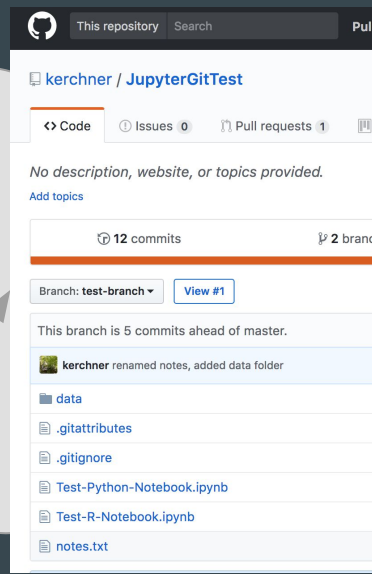 This repository Search Pul
kerchner / JupyterGitTest
<> Code Issues 0 Pull requests 1
No description, website, or topics provided.
Add topics
12 commits 2 branc
Branch: test-branch View #1
This branch is 5 commits ahead of master.
kerchner renamed notes, added data folder
data
.gitattributes
.gitignore
Test-Python-Notebook.ipynb
Test-R-Notebook.ipynb
notes.txt